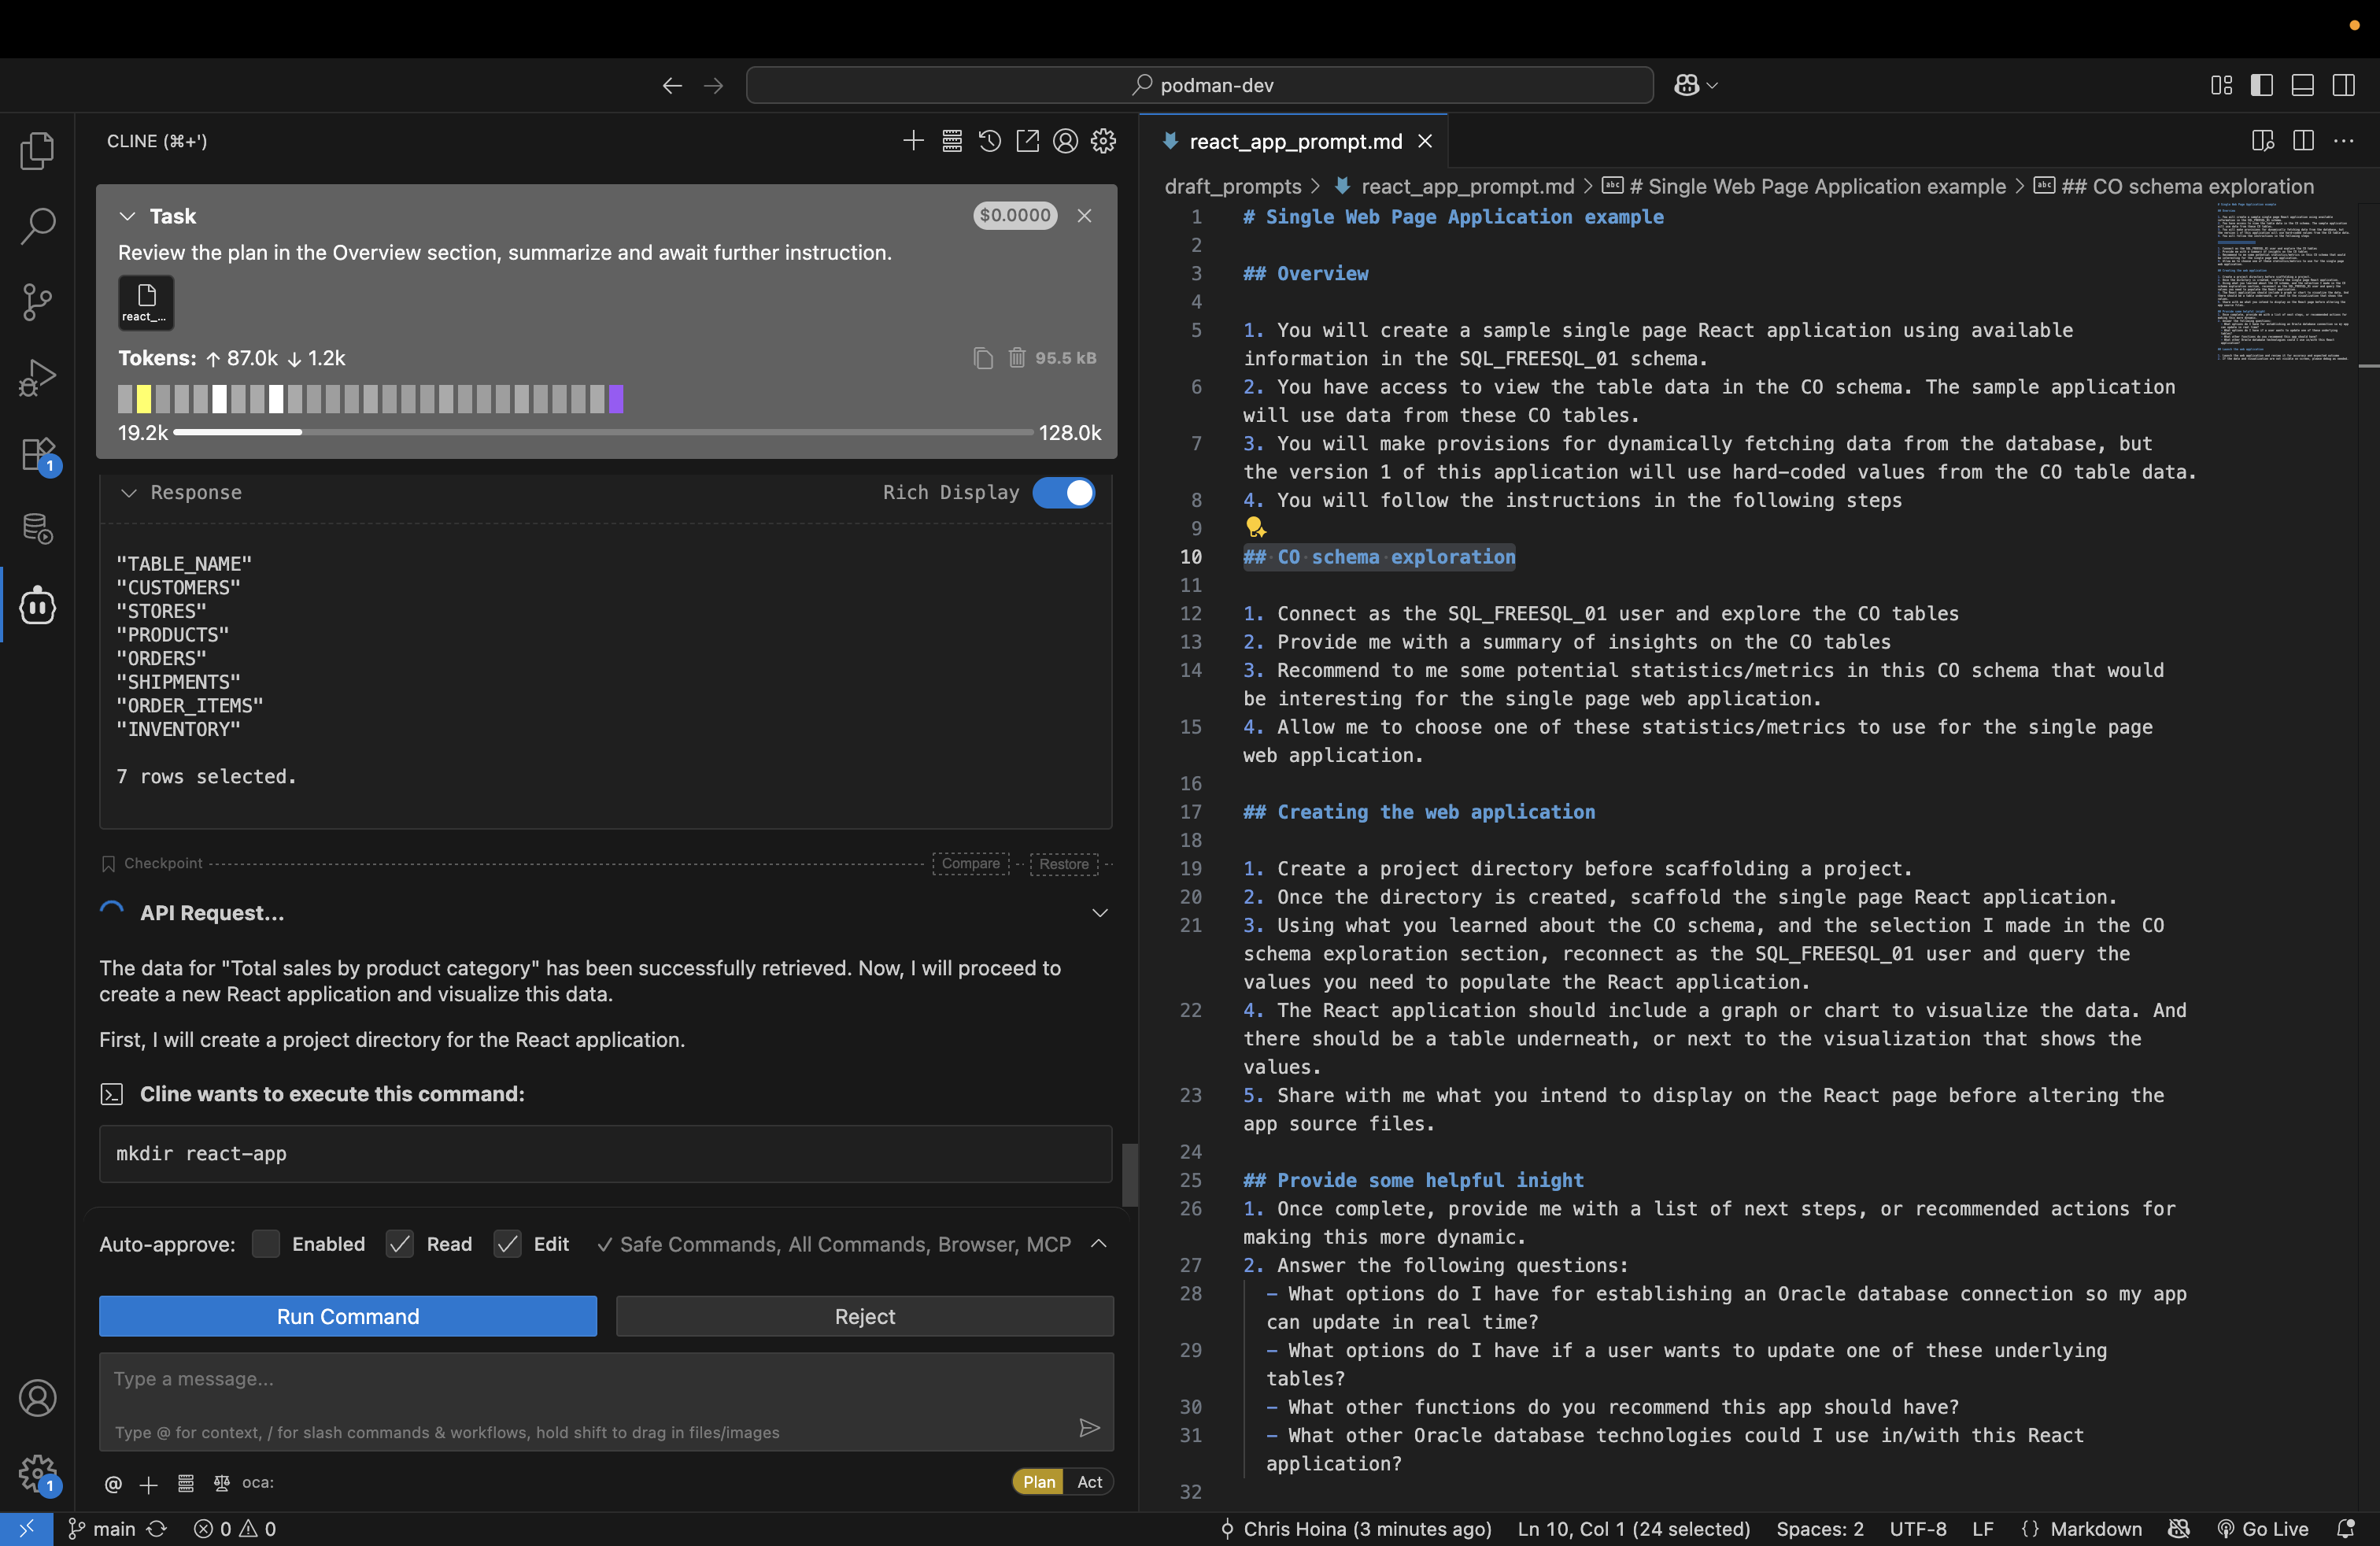 podman-dev
CLINE (⌘+')
Task
$0.0000
Review the plan in the Overview section, summarize and await further instruction.
react_...
Tokens: ↑ 87.0k ↓ 1.2k
95.5 kB
19.2k
128.0k
Response
Rich Display
"TABLE_NAME"
"CUSTOMERS"
"STORES"
"PRODUCTS"
"ORDERS"
"SHIPMENTS"
"ORDER_ITEMS"
"INVENTORY"
7 rows selected.
Checkpoint
Compare
Restore
API Request...
The data for "Total sales by product category" has been successfully retrieved. Now, I will proceed to
create a new React application and visualize this data.
First, I will create a project directory for the React application.
Cline wants to execute this command:
mkdir react-app
Auto-approve: Enabled Read Edit ✓ Safe Commands, All Commands, Browser, MCP
Run Command
Reject
Type a message...
Type @ for context, / for slash commands & workflows, hold shift to drag in files/images
@ oca:
Plan Act
1
1
react_app_prompt.md
draft_prompts > react_app_prompt.md > # Single Web Page Application example > ## CO schema exploration
1 # Single Web Page Application example
2
3 ## Overview
4
5 1. You will create a sample single page React application using available
information in the SQL_FREESQL_01 schema.
6 2. You have access to view the table data in the CO schema. The sample application
will use data from these CO tables.
7 3. You will make provisions for dynamically fetching data from the database, but
the version 1 of this application will use hard-coded values from the CO table data.
8 4. You will follow the instructions in the following steps
9
10 ## CO schema exploration
11
12 1. Connect as the SQL_FREESQL_01 user and explore the CO tables
13 2. Provide me with a summary of insights on the CO tables
14 3. Recommend to me some potential statistics/metrics in this CO schema that would
be interesting for the single page web application.
15 4. Allow me to choose one of these statistics/metrics to use for the single page
web application.
16
17 ## Creating the web application
18
19 1. Create a project directory before scaffolding a project.
20 2. Once the directory is created, scaffold the single page React application.
21 3. Using what you learned about the CO schema, and the selection I made in the CO
schema exploration section, reconnect as the SQL_FREESQL_01 user and query the
values you need to populate the React application.
22 4. The React application should include a graph or chart to visualize the data. And
there should be a table underneath, or next to the visualization that shows the
values.
23 5. Share with me what you intend to display on the React page before altering the
app source files.
24
25 ## Provide some helpful inight
26 1. Once complete, provide me with a list of next steps, or recommended actions for
making this more dynamic.
27 2. Answer the following questions:
28 - What options do I have for establishing an Oracle database connection so my app
can update in real time?
29 - What options do I have if a user wants to update one of these underlying
tables?
30 - What other functions do you recommend this app should have?
31 - What other Oracle database technologies could I use in/with this React
application?
32
main 0 0
Chris Hoina (3 minutes ago) Ln 10, Col 1 (24 selected) Spaces: 2 UTF-8 LF {} Markdown Go Live